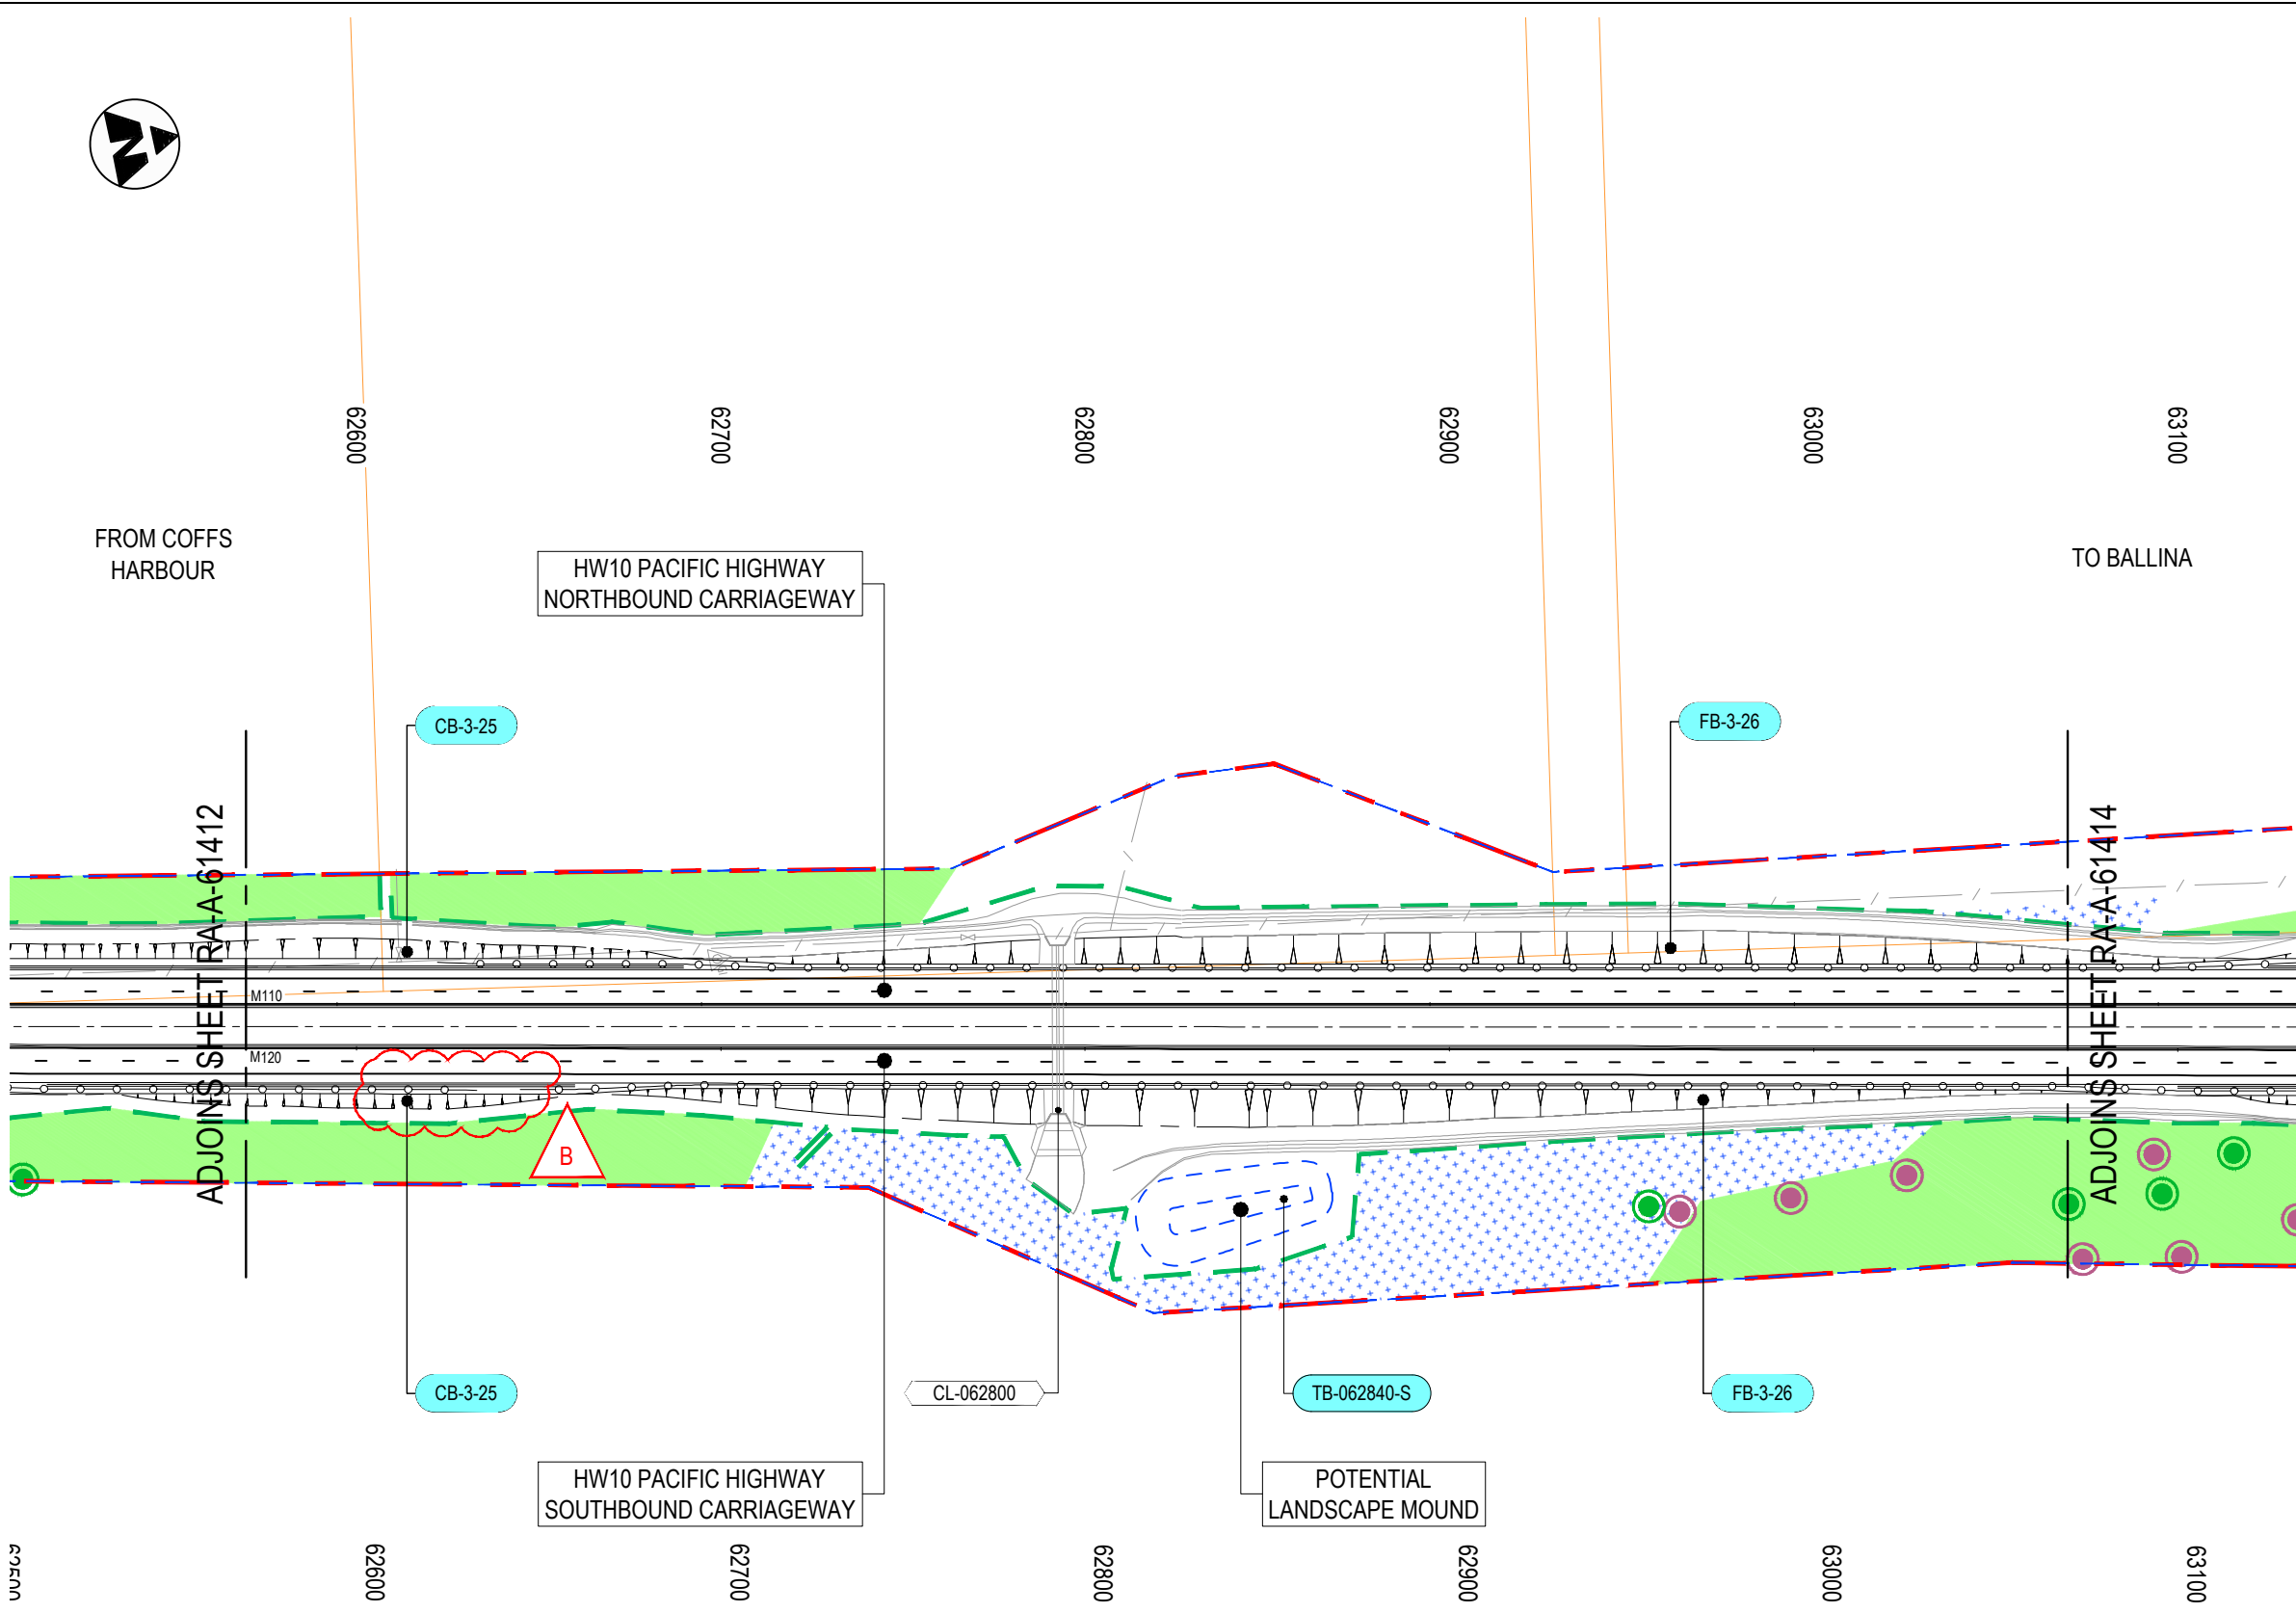 N
62600
62700
62800
62900
63000
63100
FROM COFFS
HARBOUR
TO BALLINA
HW10 PACIFIC HIGHWAY
NORTHBOUND CARRIAGEWAY
CB-3-25
FB-3-26
ADJOINS SHEET RA-A-61412
ADJOINS SHEET RA-A-61414
M110
M120
B
CB-3-25
CL-062800
TB-062840-S
FB-3-26
HW10 PACIFIC HIGHWAY
SOUTHBOUND CARRIAGEWAY
POTENTIAL
LANDSCAPE MOUND
62500
62600
62700
62800
62900
63000
63100